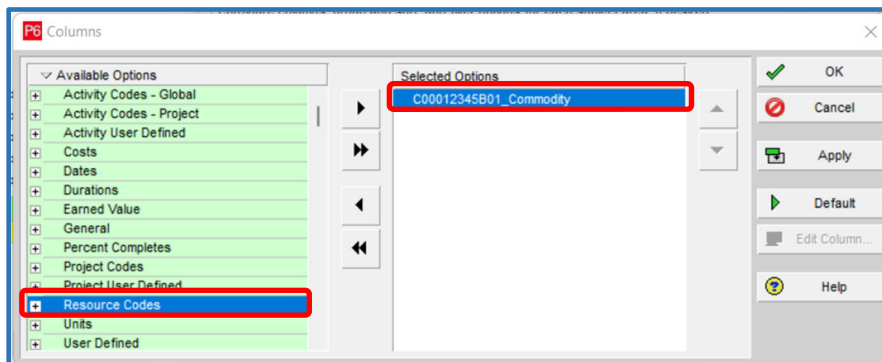 P6 Columns
Available Options
Activity Codes - Global
Activity Codes - Project
Activity User Defined
Costs
Dates
Durations
Earned Value
General
Percent Completes
Project Codes
Project User Defined
Resource Codes
Units
User Defined
Selected Options
C00012345B01_Commodity
OK
Cancel
Apply
Default
Edit Column...
Help